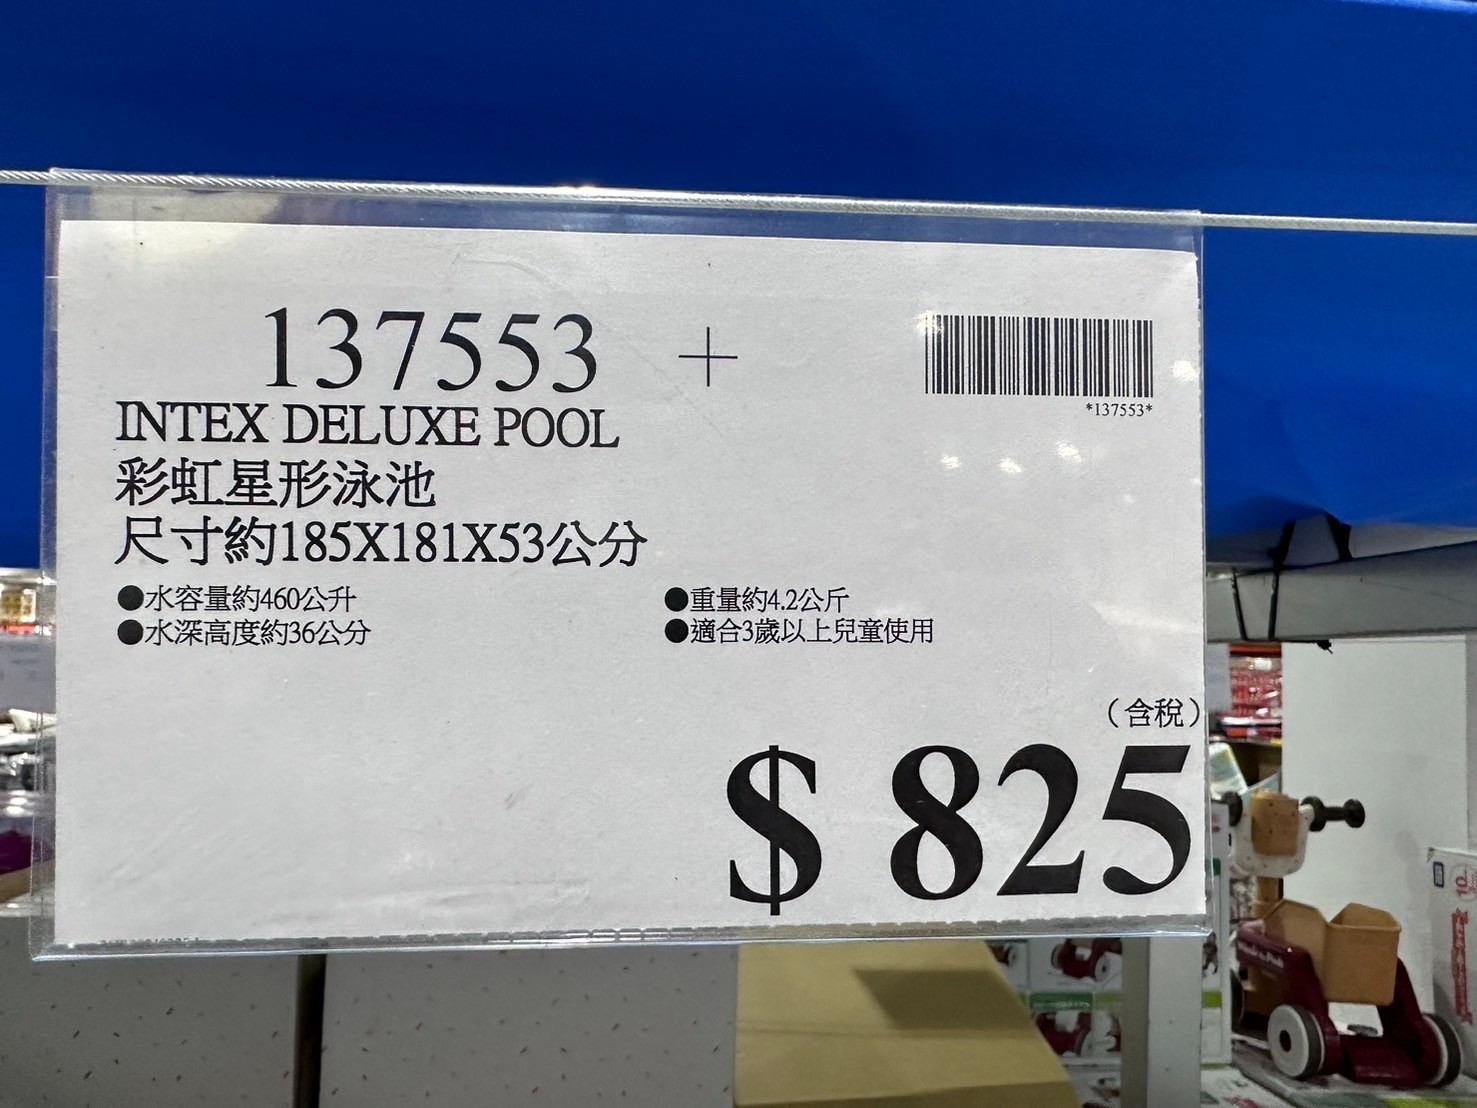 137553 +
*137553*
INTEX DELUXE POOL
彩虹星形泳池
尺寸約185X181X53公分
●水容量約460公升
●重量約4.2公斤
●水深高度約36公分
●適合3歲以上兒童使用
（含稅）
$ 825